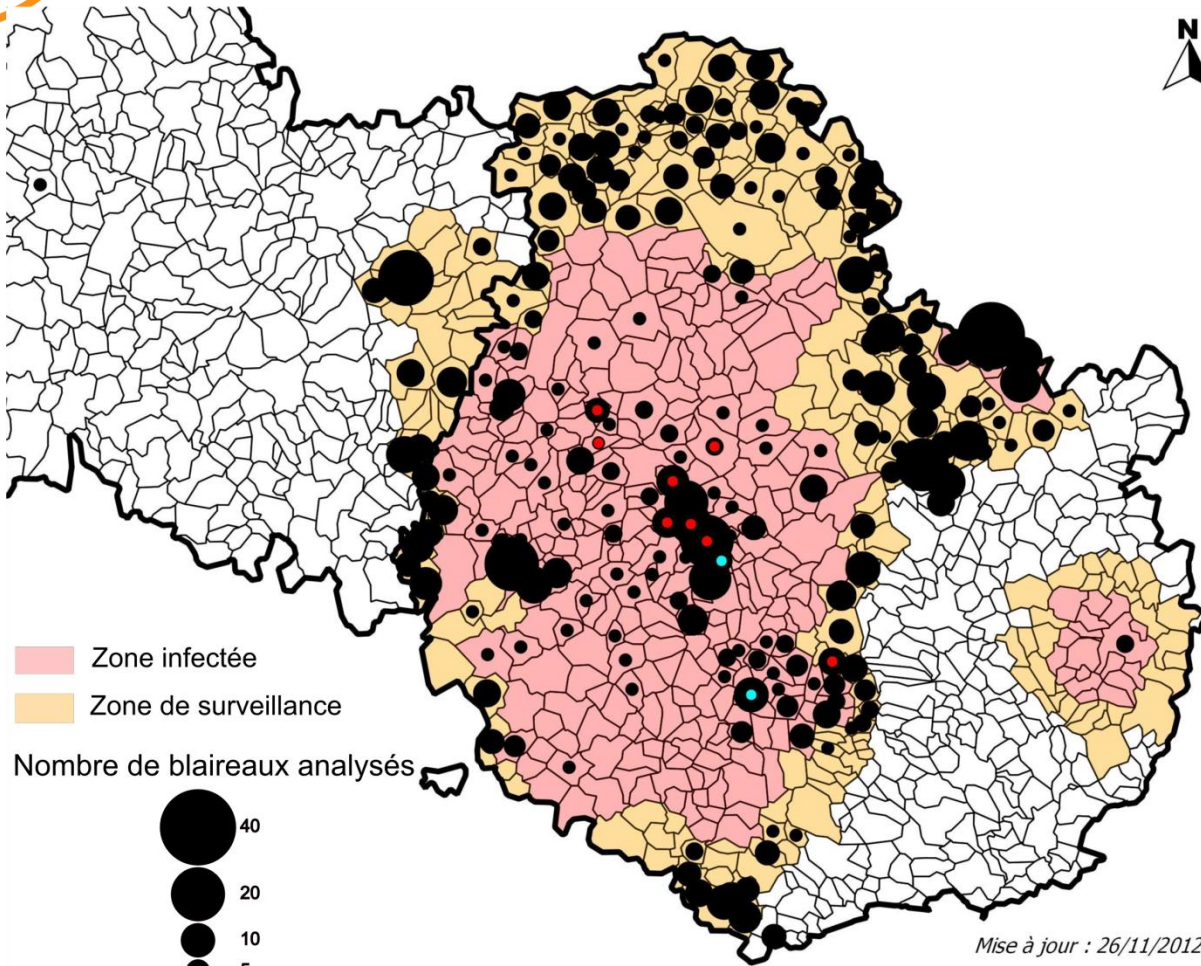 N
Zone infectée
Zone de surveillance
Nombre de blaireaux analysés
40
20
10
Mise à jour : 26/11/2012